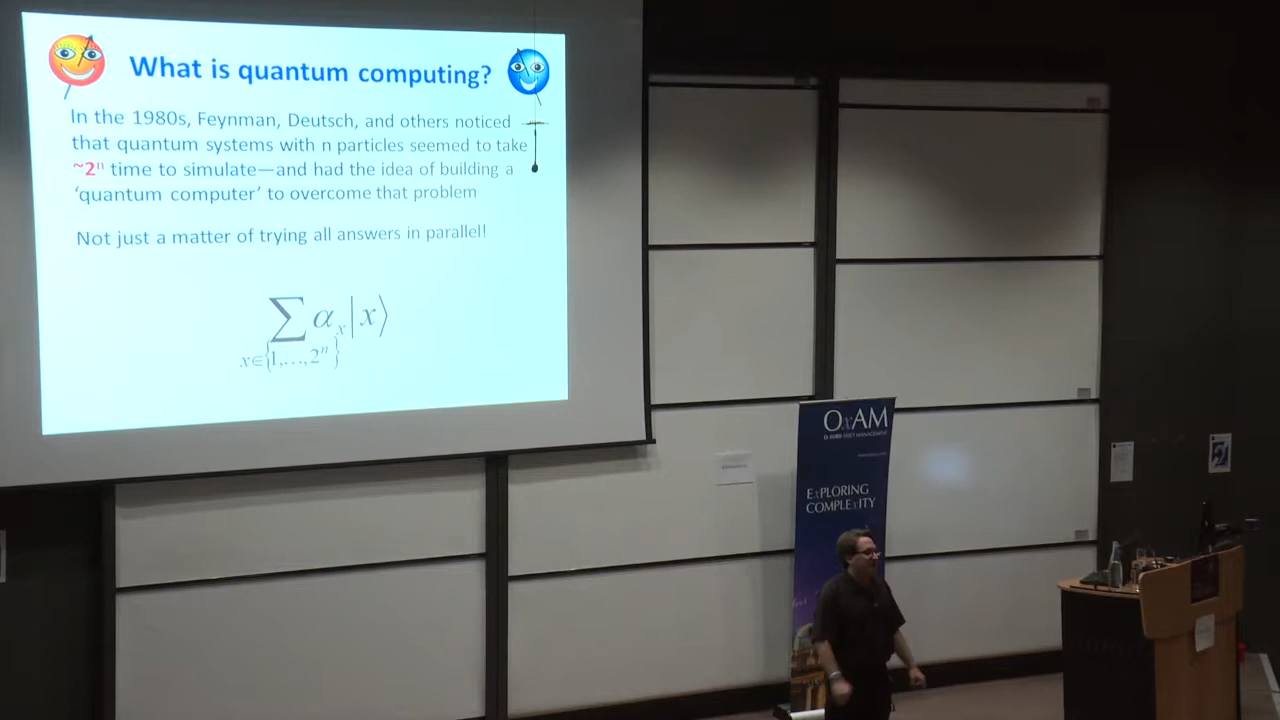 What is quantum computing?
In the 1980s, Feynman, Deutsch, and others noticed
that quantum systems with n particles seemed to take
~2ⁿ time to simulate—and had the idea of building a
‘quantum computer’ to overcome that problem
Not just a matter of trying all answers in parallel!
∑ αₓ|x⟩
x∈{1,…,2ⁿ}
OxAM
EXPLORING
COMPLEXITY